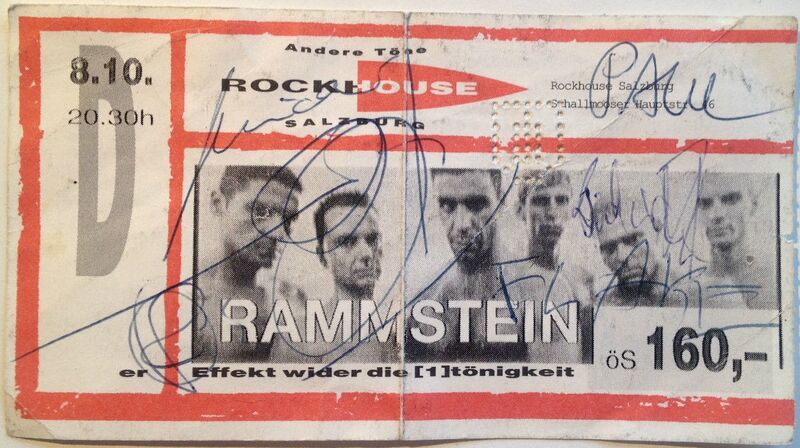 D
8.10.
20.30h
Andere Töne
ROCKHOUSE
SALZBURG
Rockhouse Salzburg
Schallmooser Hauptstr. 46
RAMMSTEIN
öS 160,-
er Effekt wider die [1]tönigkeit